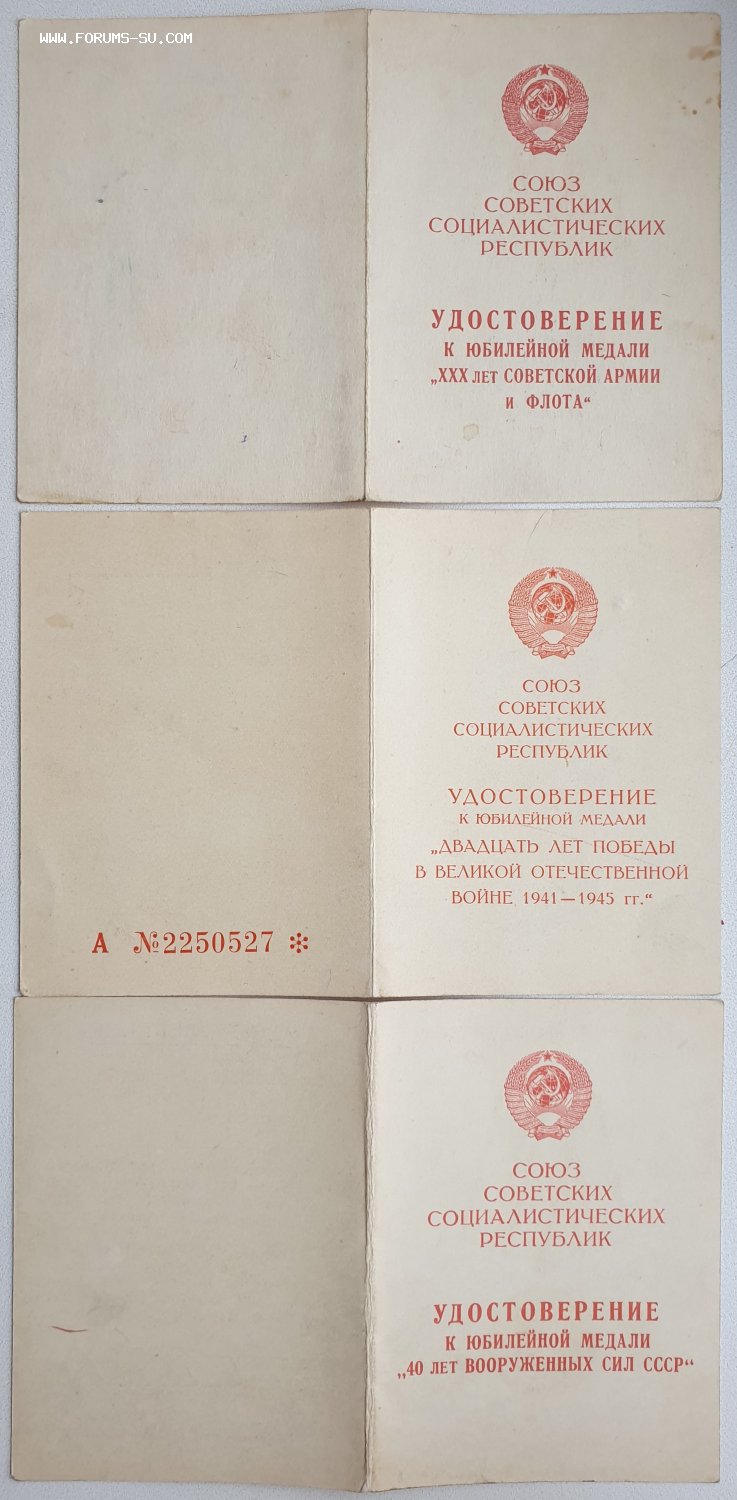 www.forums-su.com
СОЮЗ
СОВЕТСКИХ
СОЦИАЛИСТИЧЕСКИХ
РЕСПУБЛИК
УДОСТОВЕРЕНИЕ
К ЮБИЛЕЙНОЙ МЕДАЛИ
„XXX ЛЕТ СОВЕТСКОЙ АРМИИ
И ФЛОТА“
СОЮЗ
СОВЕТСКИХ
СОЦИАЛИСТИЧЕСКИХ
РЕСПУБЛИК
УДОСТОВЕРЕНИЕ
К ЮБИЛЕЙНОЙ МЕДАЛИ
„ДВАДЦАТЬ ЛЕТ ПОБЕДЫ
В ВЕЛИКОЙ ОТЕЧЕСТВЕННОЙ
ВОЙНЕ 1941—1945 гг.“
А №2250527 *
СОЮЗ
СОВЕТСКИХ
СОЦИАЛИСТИЧЕСКИХ
РЕСПУБЛИК
УДОСТОВЕРЕНИЕ
К ЮБИЛЕЙНОЙ МЕДАЛИ
„40 ЛЕТ ВООРУЖЕННЫХ СИЛ СССР“